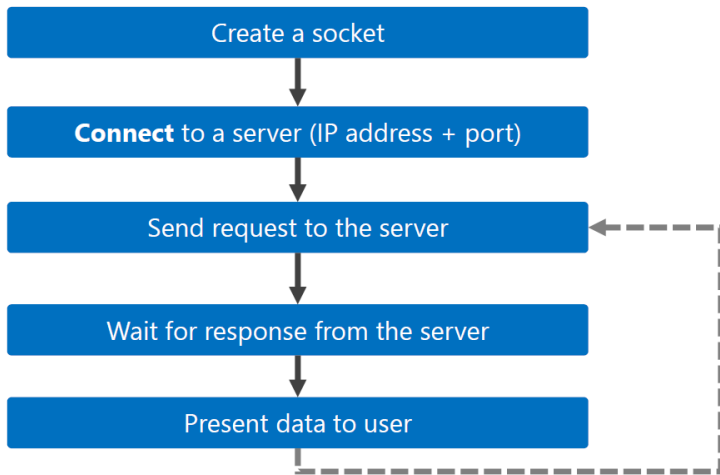 Create a socket
Connect to a server (IP address + port)
Send request to the server
Wait for response from the server
Present data to user